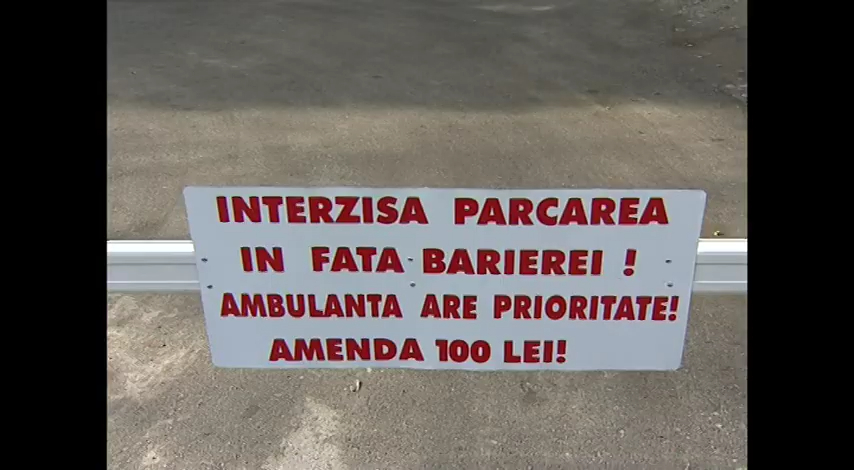 INTERZISA PARCAREA
IN FATA BARIEREI !
AMBULANTA ARE PRIORITATE!
AMENDA 100 LEI!